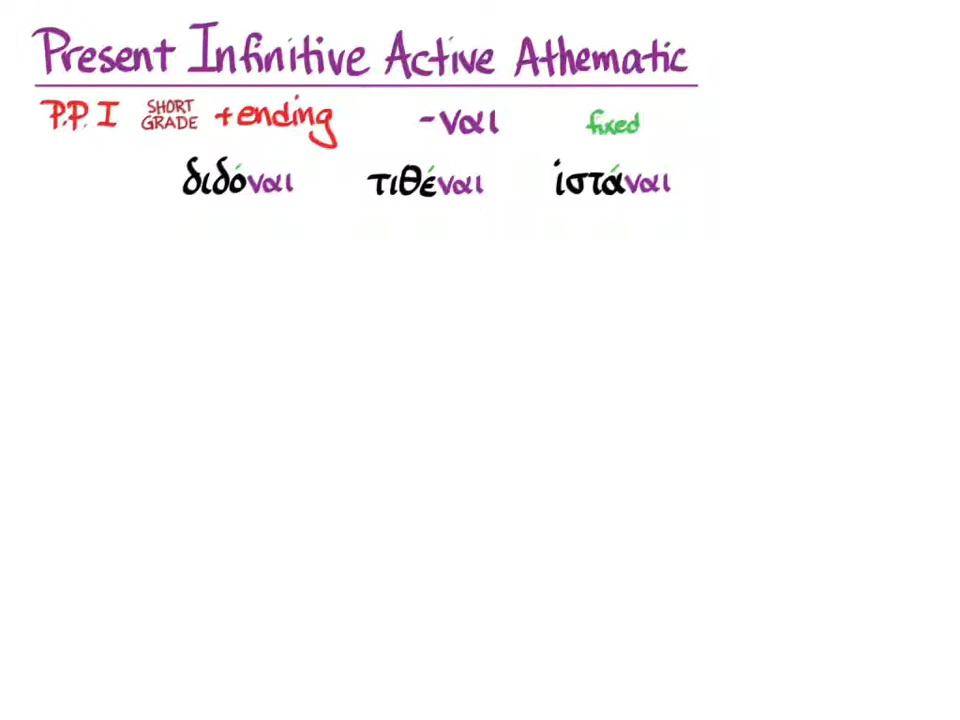 Present Infinitive Active Athematic
P.P. I SHORT GRADE + ending -ναι fixed
διδόναι τιθέναι ἱστάναι